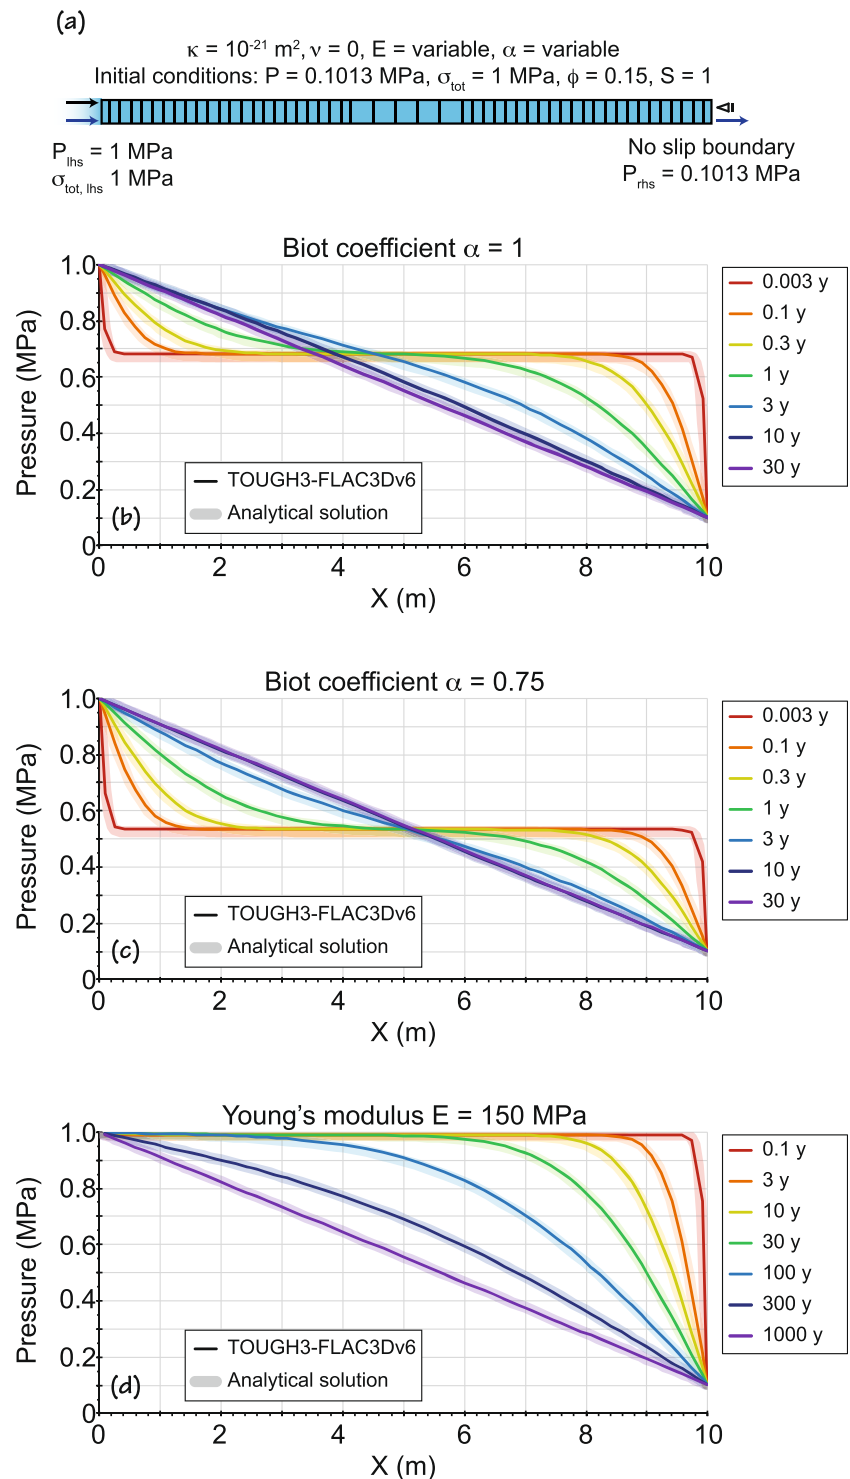 (a)
κ = 10⁻²¹ m², ν = 0, E = variable, α = variable
Initial conditions: P = 0.1013 MPa, σtot = 1 MPa, ϕ = 0.15, S = 1
Plhs = 1 MPa
σtot, lhs 1 MPa
No slip boundary
Prhs = 0.1013 MPa
Biot coefficient α = 1
Pressure (MPa)
1.0
0.8
0.6
0.4
0.2
0
TOUGH3-FLAC3Dv6
Analytical solution
(b)
0 2 4 6 8 10
X (m)
0.003 y
0.1 y
0.3 y
1 y
3 y
10 y
30 y
Biot coefficient α = 0.75
Pressure (MPa)
1.0
0.8
0.6
0.4
0.2
0
TOUGH3-FLAC3Dv6
Analytical solution
(c)
0 2 4 6 8 10
X (m)
0.003 y
0.1 y
0.3 y
1 y
3 y
10 y
30 y
Young's modulus E = 150 MPa
Pressure (MPa)
1.0
0.8
0.6
0.4
0.2
0
TOUGH3-FLAC3Dv6
Analytical solution
(d)
0 2 4 6 8 10
X (m)
0.1 y
3 y
10 y
30 y
100 y
300 y
1000 y